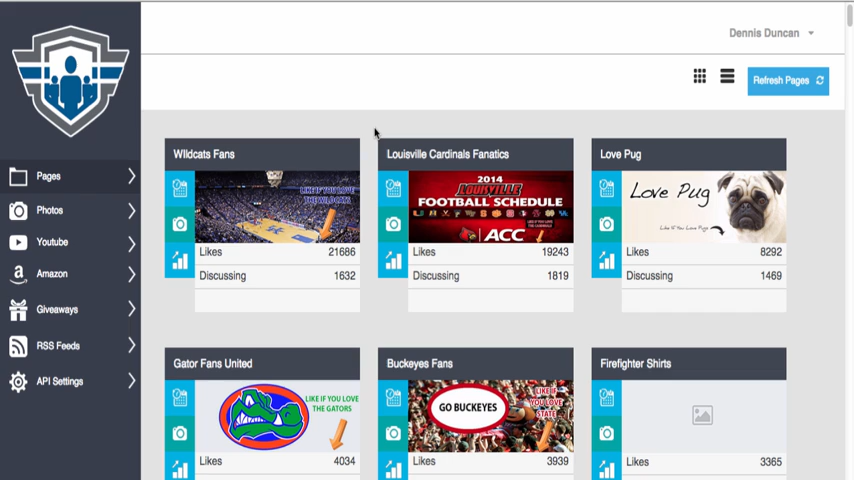 Dennis Duncan
Refresh Pages
Pages
Photos
Youtube
Amazon
Giveaways
RSS Feeds
API Settings
Wildcats Fans
LIKE IF YOU LOVE
THE WILDCATS
Likes 21686
Discussing 1632
Louisville Cardinals Fanatics
2014
LOUISVILLE
FOOTBALL SCHEDULE
ACC
Likes 19243
Discussing 1819
Love Pug
Love Pug
Like If You Love Pugs
Likes 8292
Discussing 1469
Gator Fans United
LIKE IF YOU LOVE
THE GATORS
Likes 4034
Buckeyes Fans
GO BUCKEYES
LIKE IF
YOU LOVE
STATE
Likes 3939
Firefighter Shirts
Likes 3365